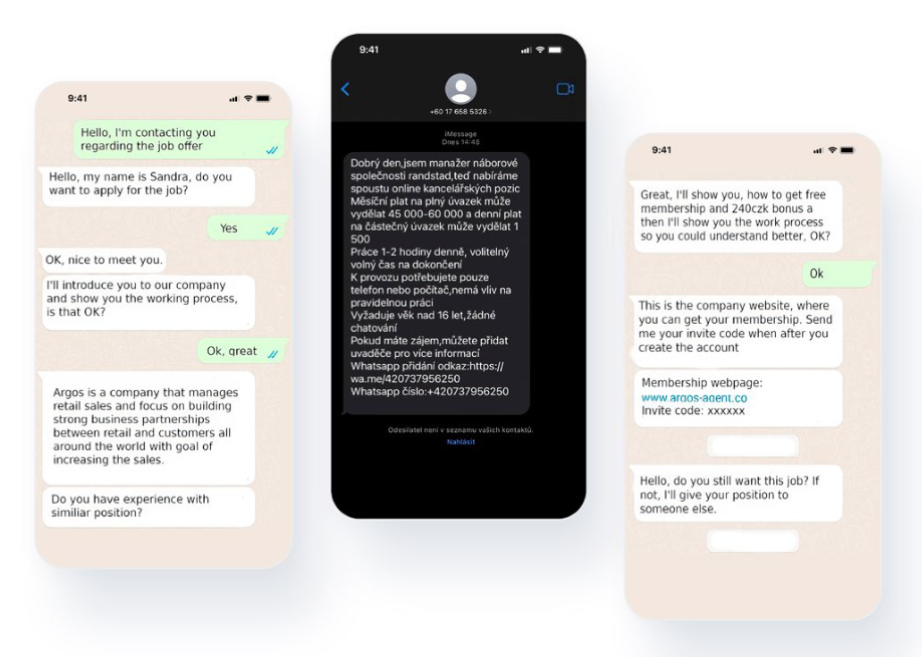 9:41
Hello, I'm contacting you
regarding the job offer
Hello, my name is Sandra, do you
want to apply for the job?
Yes
OK, nice to meet you.
I'll introduce you to our company
and show you the working process,
is that OK?
Ok, great
Argos is a company that manages
retail sales and focus on building
strong business partnerships
between retail and customers all
around the world with goal of
increasing the sales.
Do you have experience with
similiar position?
9:41
+60 17 658 5326 >
iMessage
Dnes 14:45
Dobrý den,jsem manažer náborové
společnosti randstad,teď nabíráme
spoustu online kancelářských pozic
Měsíční plat na plný úvazek může
vydělat 45 000-60 000 a denní plat
na částečný úvazek může vydělat 1
500
Práce 1-2 hodiny denně, volitelný
volný čas na dokončení
K provozu potřebujete pouze
telefon nebo počítač,nemá vliv na
pravidelnou práci
Vyžaduje věk nad 16 let,žádné
chatování
Pokud máte zájem,můžete přidat
uvaděče pro více informací
Whatsapp přidání odkaz:https://
wa.me/420737956250
Whatsapp číslo:+420737956250
Odesílatel není v seznamu vašich kontaktů.
Nahlásit
9:41
Great, I'll show you, how to get free
membership and 240czk bonus a
then I'll show you the work process
so you could understand better, OK?
Ok
This is the company website, where
you can get your membership. Send
me your invite code when after you
create the account
Membership webpage:
www.argos-agent.co
Invite code: xxxxxx
Hello, do you still want this job? If
not, I'll give your position to
someone else.